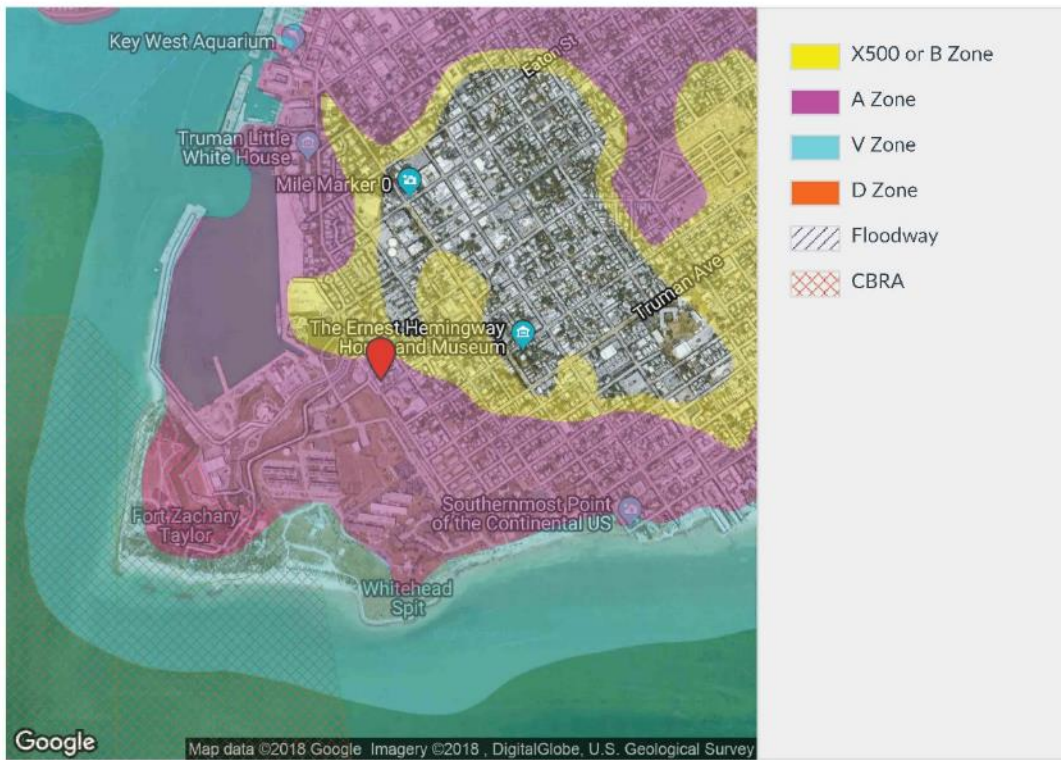 Key West Aquarium
Eaton St
Truman Little
White House
Mile Marker 0
Truman Ave
The Ernest Hemingway
Home and Museum
Southernmost Point
of the Continental US
Fort Zachary
Taylor
Whitehead
Spit
Google
Map data ©2018 Google Imagery ©2018 , DigitalGlobe, U.S. Geological Survey
X500 or B Zone
A Zone
V Zone
D Zone
Floodway
CBRA